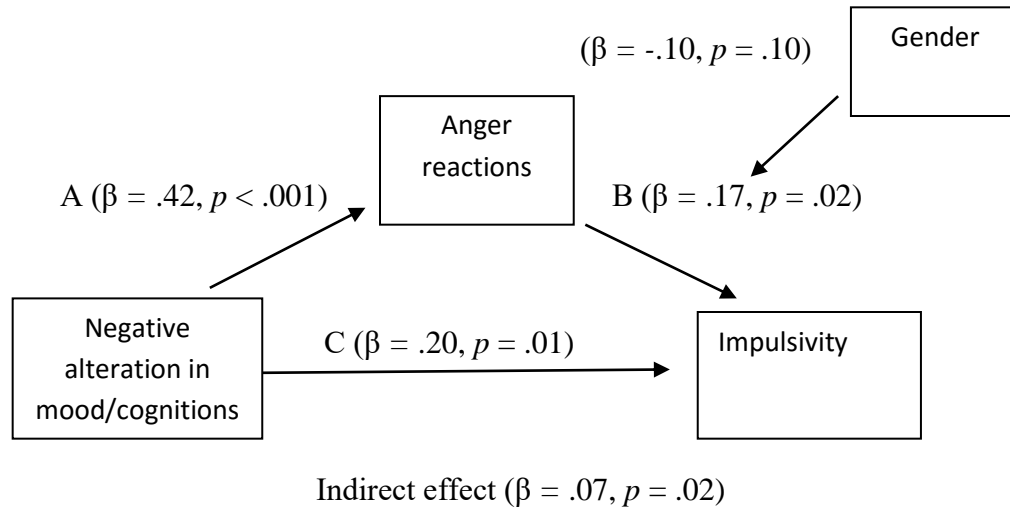 Gender
(β = -.10, p = .10)
Anger
reactions
A (β = .42, p < .001)
B (β = .17, p = .02)
Negative
alteration in
mood/cognitions
C (β = .20, p = .01)
Impulsivity
Indirect effect (β = .07, p = .02)